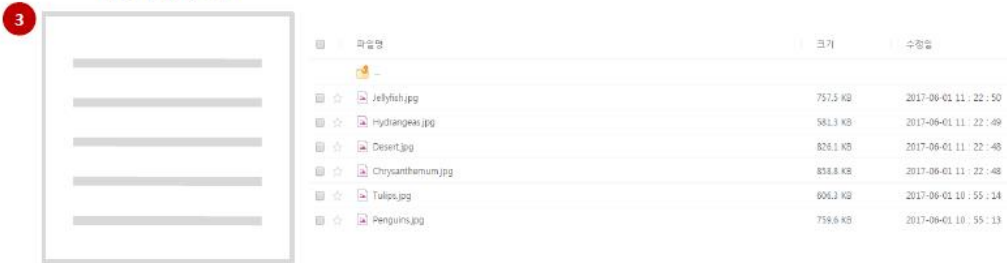 3
파일명 크기 수정일
..
Jellyfish.jpg 757.5 KB 2017-06-01 11 : 22 : 50
Hydrangeas.jpg 581.3 KB 2017-06-01 11 : 22 : 49
Desert.jpg 826.1 KB 2017-06-01 11 : 22 : 48
Chrysanthemum.jpg 858.8 KB 2017-06-01 11 : 22 : 48
Tulips.jpg 606.3 KB 2017-06-01 10 : 55 : 14
Penguins.jpg 759.6 KB 2017-06-01 10 : 55 : 13